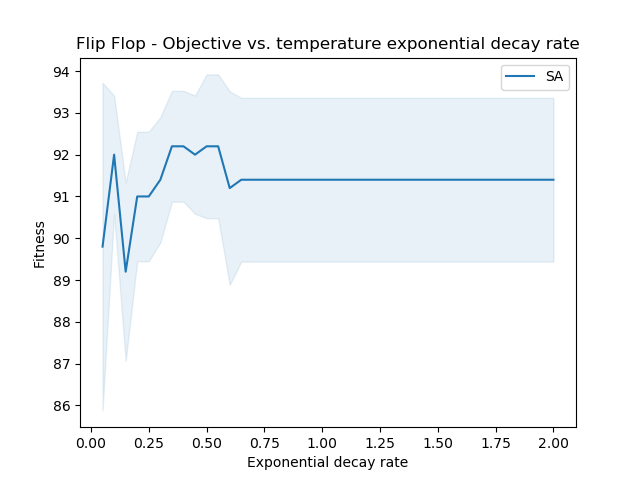 Flip Flop - Objective vs. temperature exponential decay rate
SA
94
93
92
91
90
89
88
87
86
Fitness
0.00 0.25 0.50 0.75 1.00 1.25 1.50 1.75 2.00
Exponential decay rate